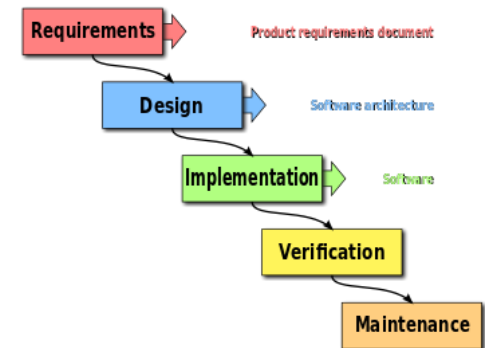 Requirements
Product requirements document
Design
Software architecture
Implementation
Software
Verification
Maintenance